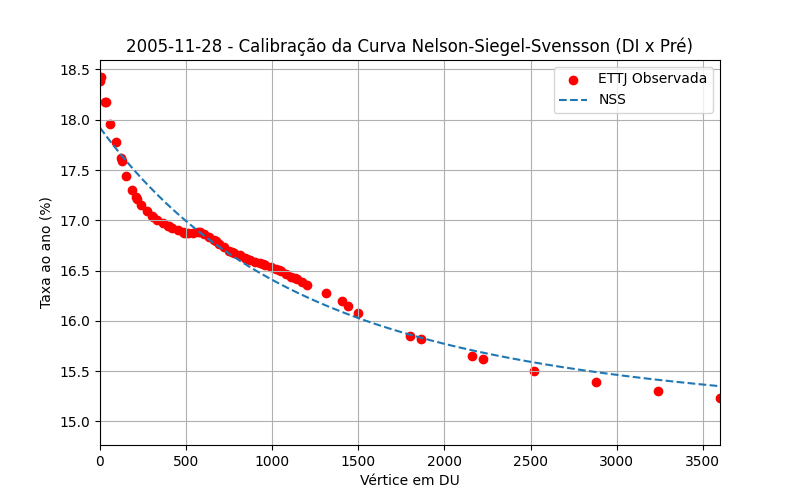 2005-11-28 - Calibração da Curva Nelson-Siegel-Svensson (DI x Pré)
ETTJ Observada
NSS
Taxa ao ano (%)
18.5
18.0
17.5
17.0
16.5
16.0
15.5
15.0
0 500 1000 1500 2000 2500 3000 3500
Vértice em DU